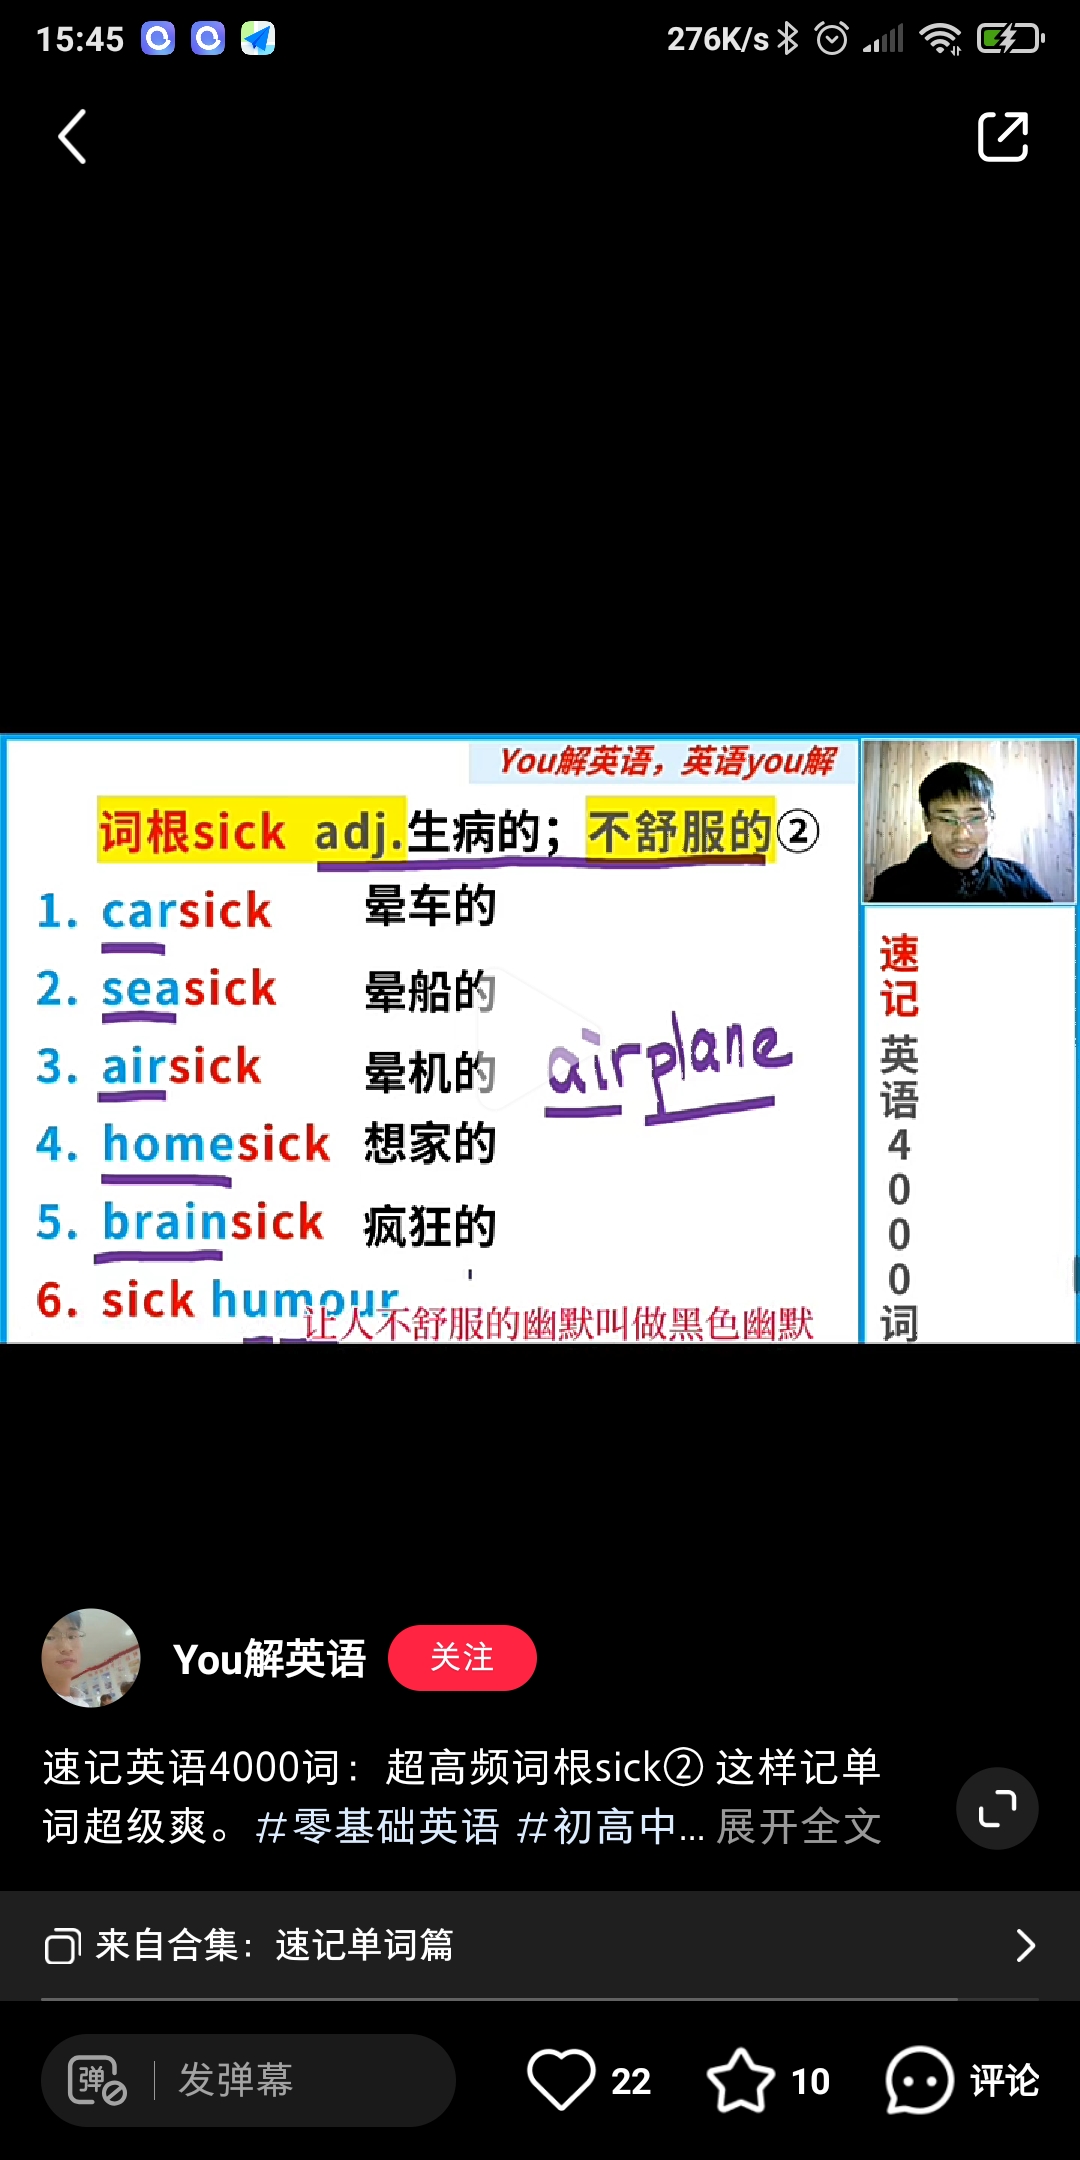 15:45
276K/s
You解英语，英语you解
词根sick adj.生病的；不舒服的②
1. carsick 晕车的
2. seasick 晕船的
3. airsick 晕机的 airplane
4. homesick 想家的
5. brainsick 疯狂的
6. sick humour
让人不舒服的幽默叫做黑色幽默
速记
英语4000词
You解英语 关注
速记英语4000词：超高频词根sick② 这样记单
词超级爽。#零基础英语 #初高中... 展开全文
来自合集：速记单词篇
弹 发弹幕 22 10 评论